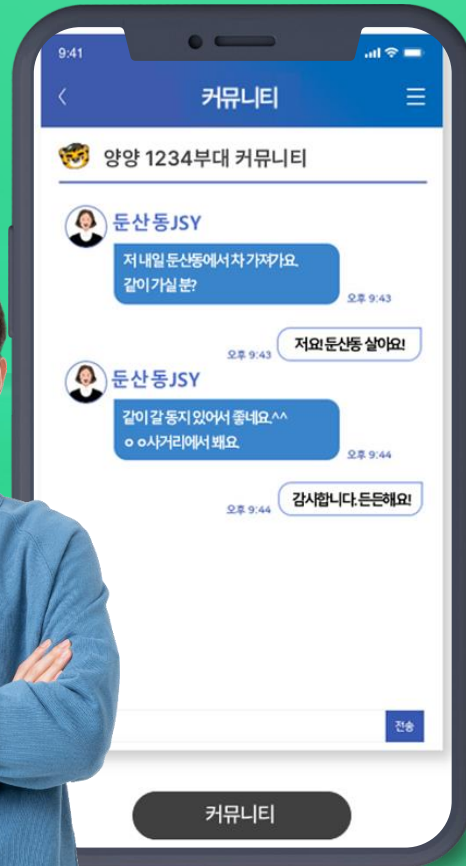 9:41
커뮤니티
양양 1234부대 커뮤니티
둔산동JSY
저 내일 둔산동에서 차 가져가요.
같이 가실 분?
오후 9:43
저요! 둔산동 살아요!
오후 9:43
둔산동JSY
같이 갈 동지 있어서 좋네요.^^
ㅇㅇ사거리에서 봬요.
오후 9:44
감사합니다. 든든해요!
오후 9:44
전송
커뮤니티